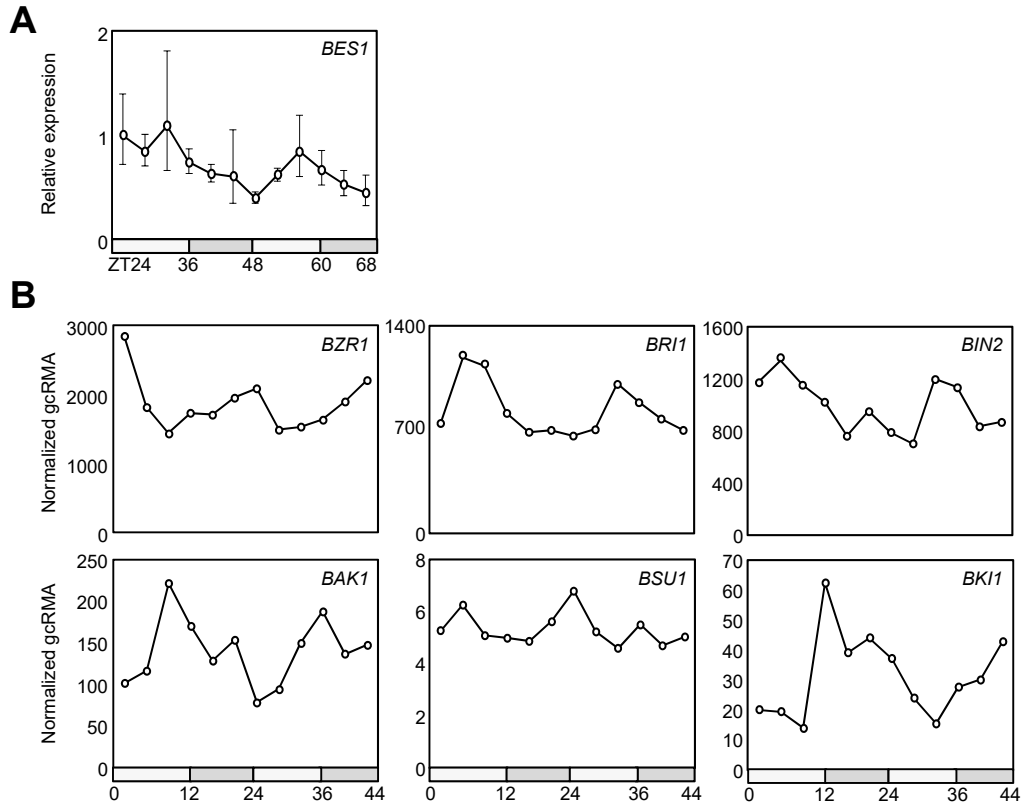 A
BES1
Relative expression
2
1
0
ZT24 36 48 60 68
B
BZR1
Normalized gcRMA
3000
2000
1000
0
BRI1
1400
700
0
BIN2
1600
1200
800
400
0
BAK1
Normalized gcRMA
250
200
150
100
50
0
0 12 24 36 44
BSU1
8
6
4
2
0
0 12 24 36 44
BKI1
70
60
50
40
30
20
10
0
0 12 24 36 44